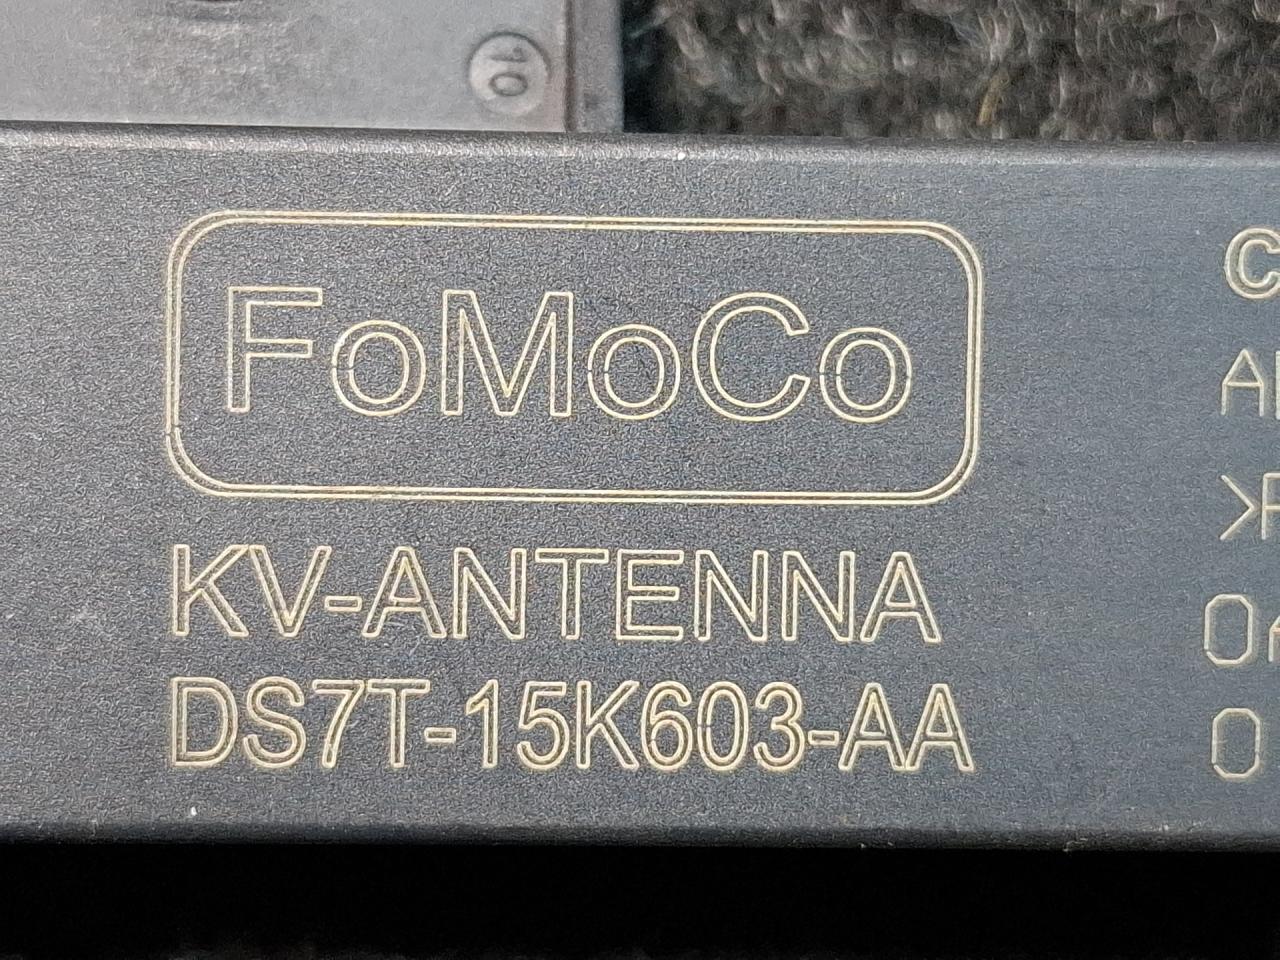 10
FoMoCo
KV-ANTENNA
DS7T-15K603-AA